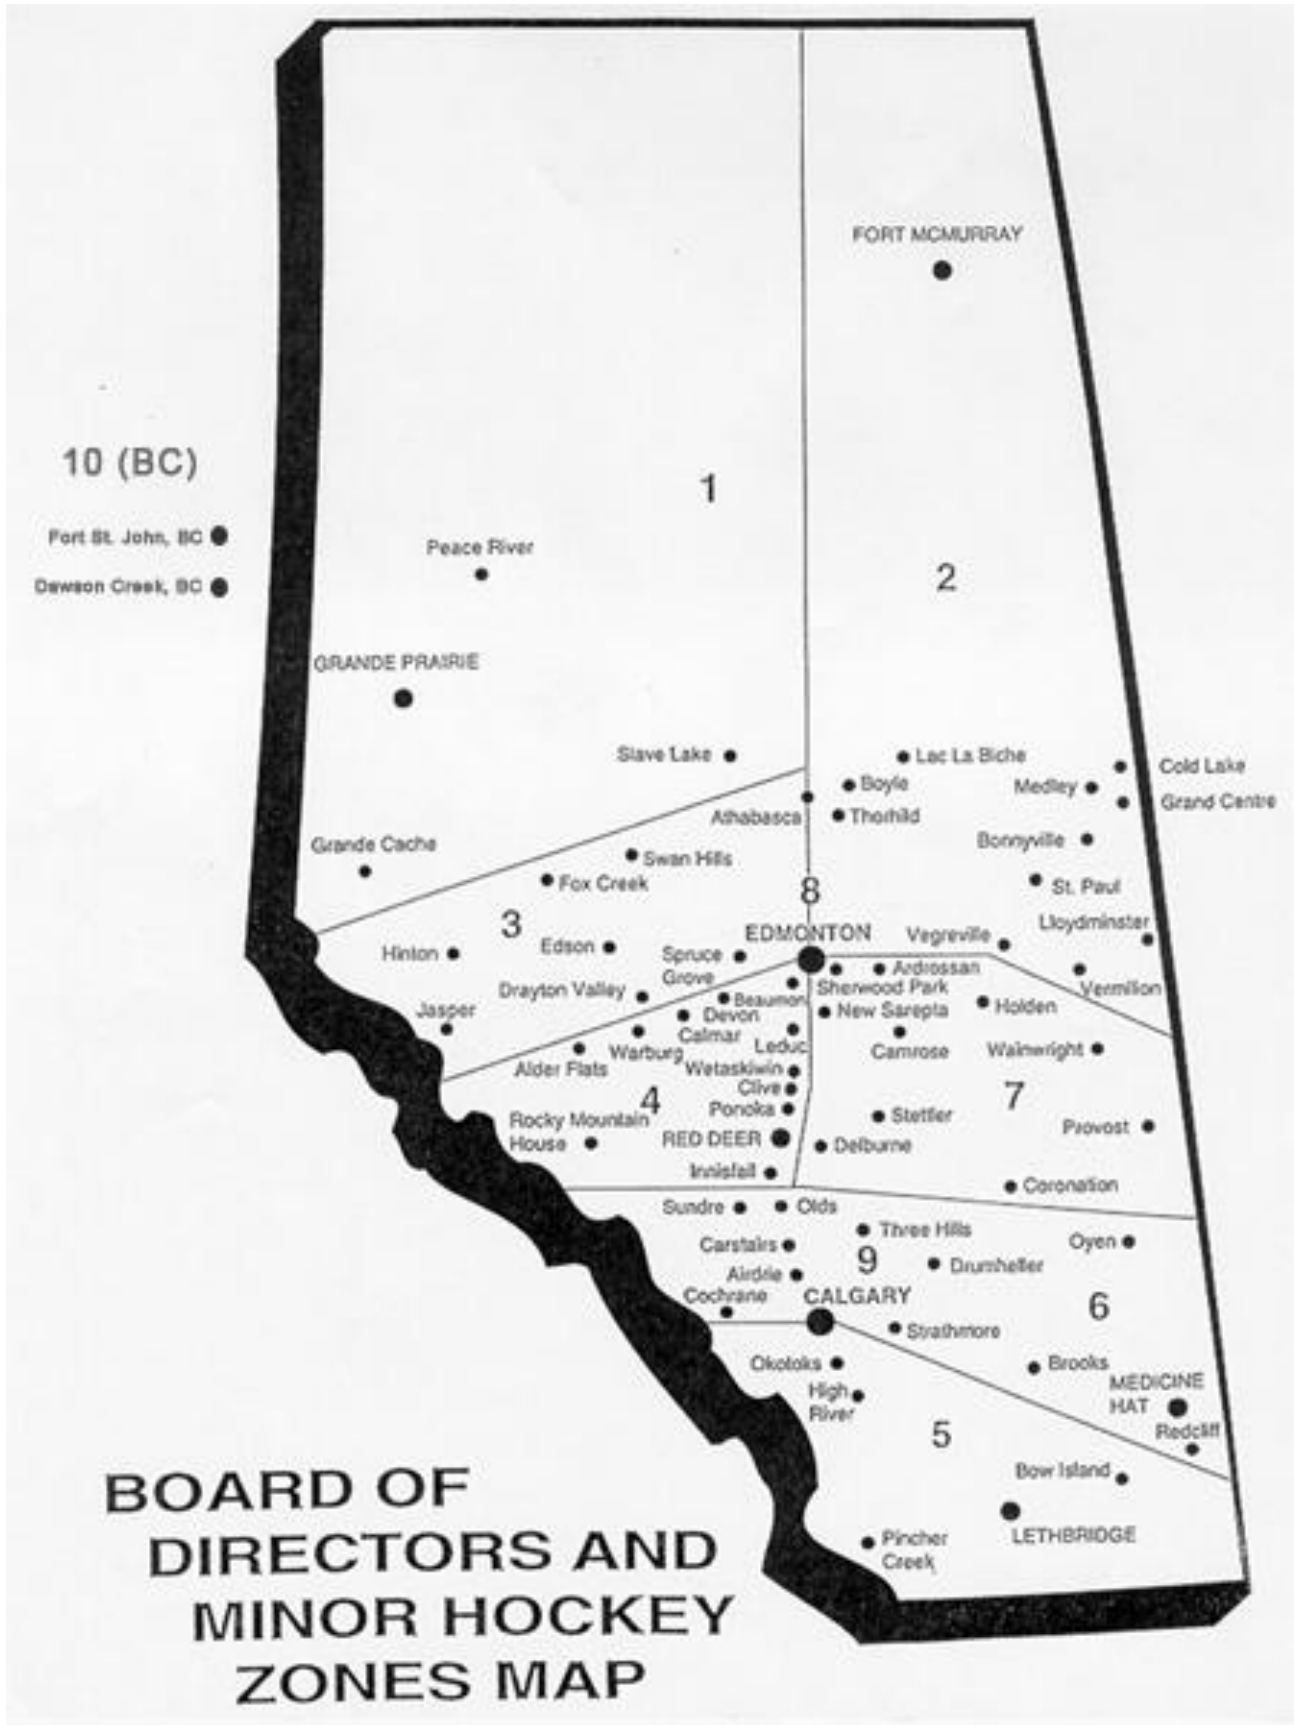 FORT MCMURRAY
10 (BC)
Fort St. John, BC
Dawson Creek, BC
1
Peace River
2
GRANDE PRAIRIE
Slave Lake
Lac La Biche
Cold Lake
Boyle
Medley
Grand Centre
Athabasca
Thorhild
Bonnyville
Grande Cache
Swan Hills
Fox Creek
St. Paul
8
3
Lloydminster
EDMONTON
Vegreville
Hinton
Edson
Spruce
Grove
Ardrossan
Sherwood Park
Vermilion
Drayton Valley
Beaumon
Devon
New Sarepta
Holden
Jasper
Calmar
Leduc
Warburg
Camrose
Wainwright
Alder Flats
Wetaskiwin
Clive
4
Ponoka
7
Rocky Mountain
House
RED DEER
Stettler
Provost
Delburne
Innisfail
Coronation
Sundre
Olds
Three Hills
Oyen
Carstairs
9
Drumheller
Airdrie
Cochrane
CALGARY
6
Strathmore
Okotoks
Brooks
High
River
MEDICINE
HAT
Redcliff
5
Bow Island
LETHBRIDGE
Pincher
Creek
BOARD OF
DIRECTORS AND
MINOR HOCKEY
ZONES MAP